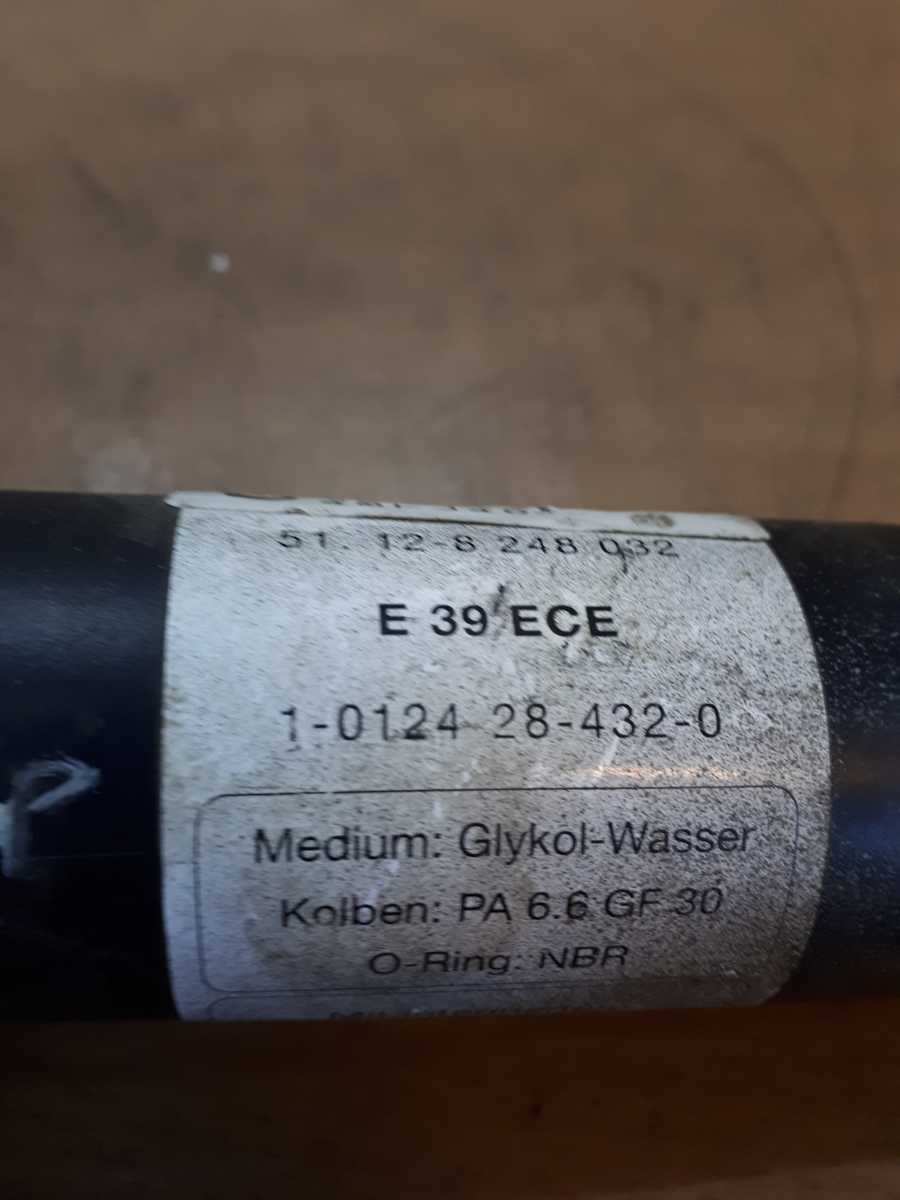 51. 12-8 248 032
E 39 ECE
1-0124 28-432-0
P
Medium: Glykol-Wasser
Kolben: PA 6.6 GF 30
O-Ring: NBR